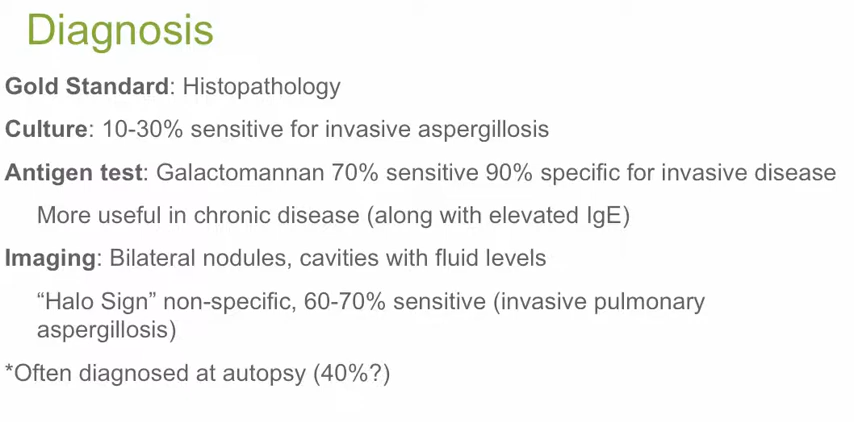 Diagnosis
Gold Standard: Histopathology
Culture: 10-30% sensitive for invasive aspergillosis
Antigen test: Galactomannan 70% sensitive 90% specific for invasive disease
More useful in chronic disease (along with elevated IgE)
Imaging: Bilateral nodules, cavities with fluid levels
“Halo Sign” non-specific, 60-70% sensitive (invasive pulmonary
aspergillosis)
*Often diagnosed at autopsy (40%?)